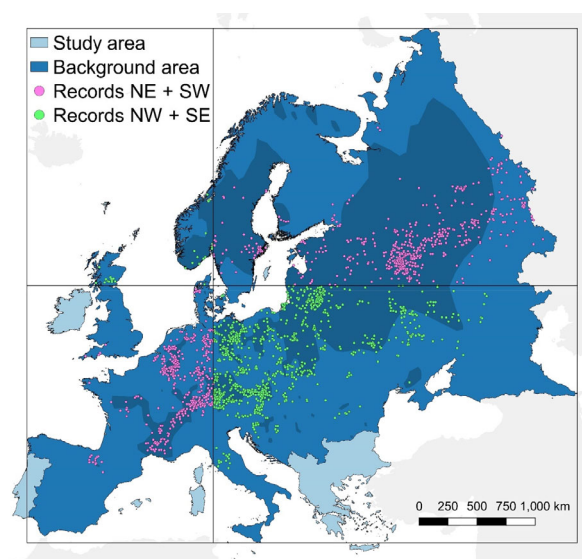 Study area
Background area
Records NE + SW
Records NW + SE
0 250 500 750 1,000 km